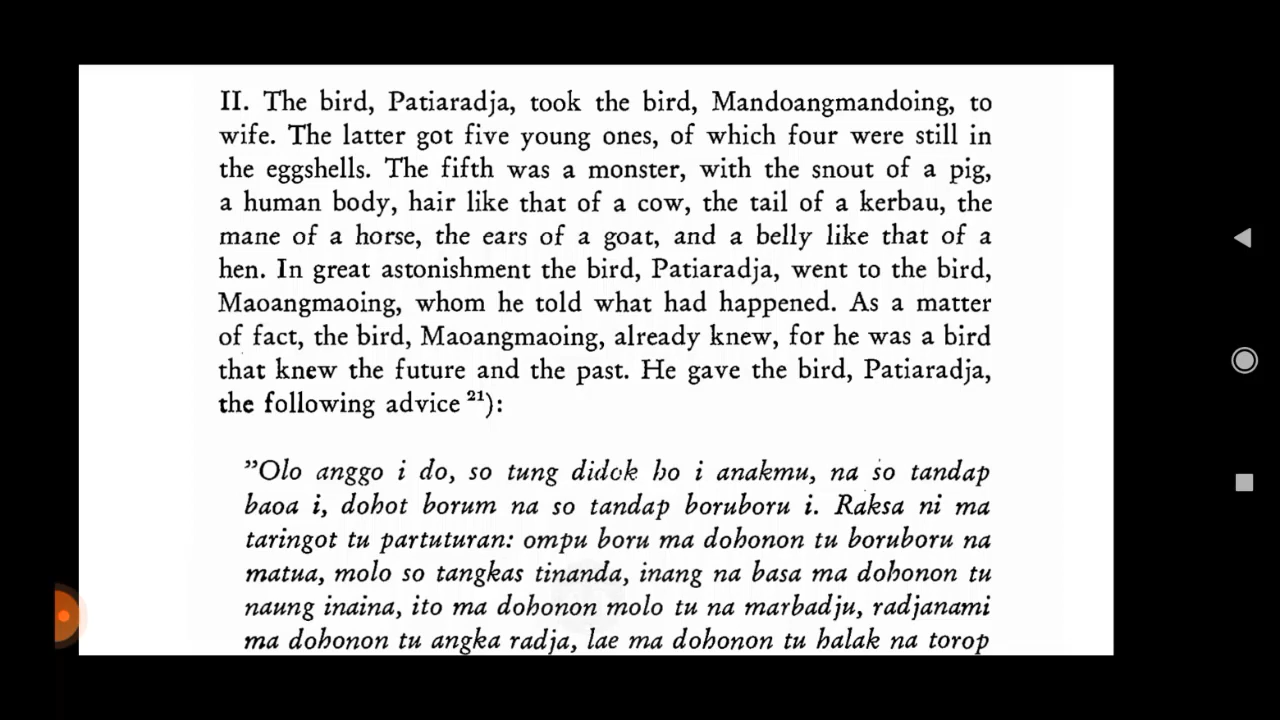 II. The bird, Patiaradja, took the bird, Mandoangmandoing, to
wife. The latter got five young ones, of which four were still in
the eggshells. The fifth was a monster, with the snout of a pig,
a human body, hair like that of a cow, the tail of a kerbau, the
mane of a horse, the ears of a goat, and a belly like that of a
hen. In great astonishment the bird, Patiaradja, went to the bird,
Maoangmaoing, whom he told what had happened. As a matter
of fact, the bird, Maoangmaoing, already knew, for he was a bird
that knew the future and the past. He gave the bird, Patiaradja,
the following advice ²¹):
”Olo anggo i do, so tung didok ho i anakmu, na so tandap
baoa i, dohot borum na so tandap boruboru i. Raksa ni ma
taringot tu partuturan: ompu boru ma dohonon tu boruboru na
matua, molo so tangkas tinanda, inang na basa ma dohonon tu
naung inaina, ito ma dohonon molo tu na marbadju, radjanami
ma dohonon tu angka radja, lae ma dohonon tu halak na torop